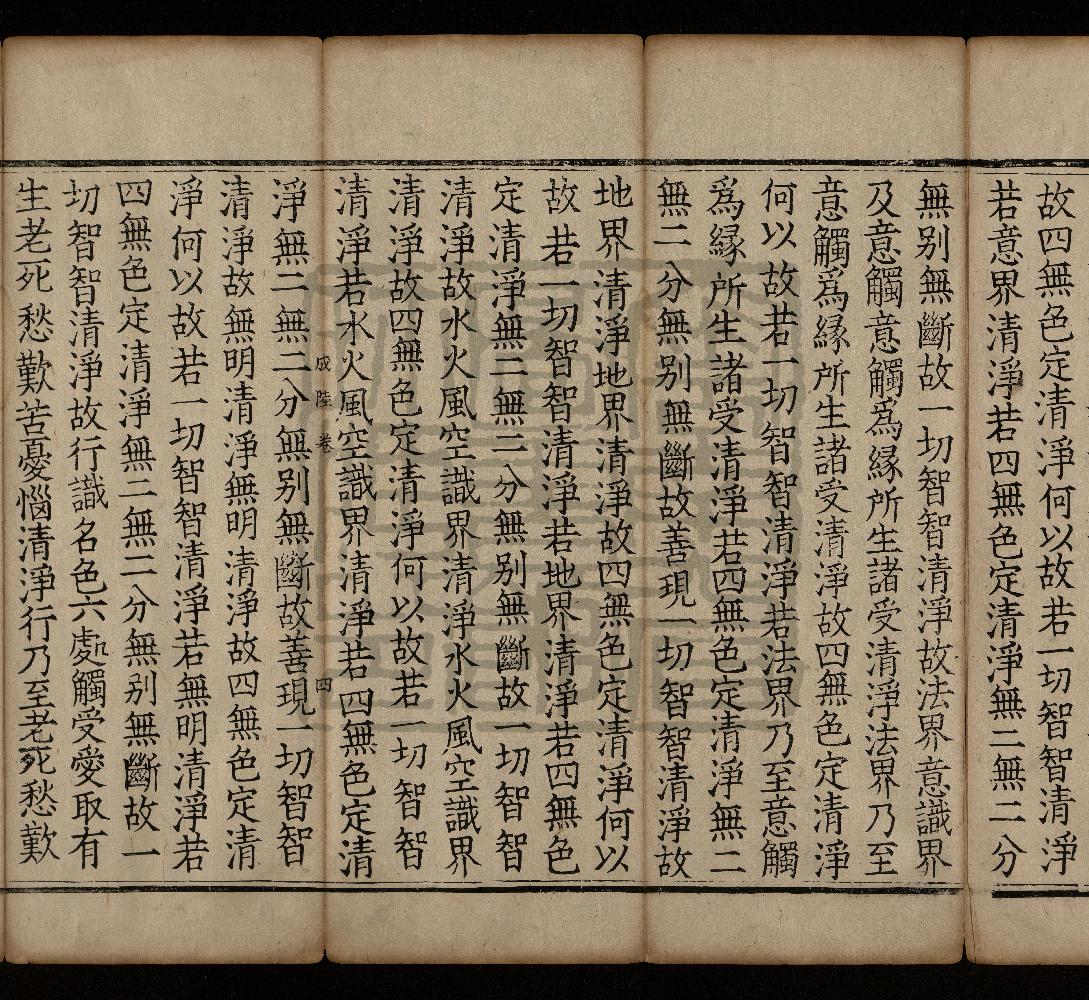 故四無色定清淨何以故若一切智智清淨
若意界清淨若四無色定清淨無二無二分
無別無斷故一切智智清淨故法界意識界
及意觸意觸爲縁所生諸受清淨法界乃至
意觸爲縁所生諸受清淨故四無色定清淨
何以故若一切智智清淨若法界乃至意觸
爲縁所生諸受清淨若四無色定清淨無二
無二分無別無斷故善現一切智智清淨故
地界清淨地界清淨故四無色定清淨何以
故若一切智智清淨若地界清淨若四無色
定清淨無二無二分無別無斷故一切智智
清淨故水火風空識界清淨水火風空識界
清淨故四無色定清淨何以故若一切智智
清淨若水火風空識界清淨若四無色定清
陸 卷 四
淨無二無二分無別無斷故善現一切智智
清淨故無明清淨無明清淨故四無色定清
淨何以故若一切智智清淨若無明清淨若
四無色定清淨無二無二分無別無斷故一
切智智清淨故行識名色六處觸受愛取有
生老死愁歎苦憂惱清淨行乃至老死愁歎